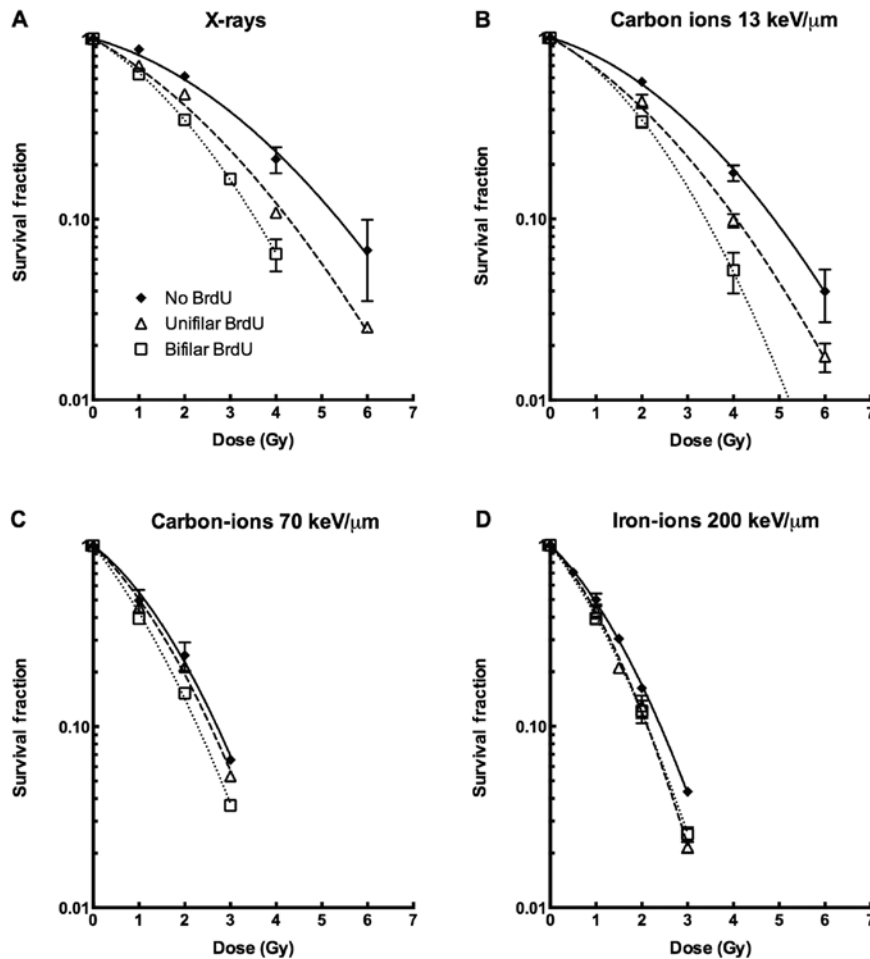 A
X-rays
1
0.10
0.01
Survival fraction
No BrdU
Unifilar BrdU
Bifilar BrdU
0 1 2 3 4 5 6 7
Dose (Gy)
B
Carbon ions 13 keV/μm
1
0.10
0.01
Survival fraction
0 1 2 3 4 5 6 7
Dose (Gy)
C
Carbon-ions 70 keV/μm
1
0.10
0.01
Survival fraction
0 1 2 3 4 5 6 7
Dose (Gy)
D
Iron-ions 200 keV/μm
1
0.10
0.01
Survival fraction
0 1 2 3 4 5 6 7
Dose (Gy)